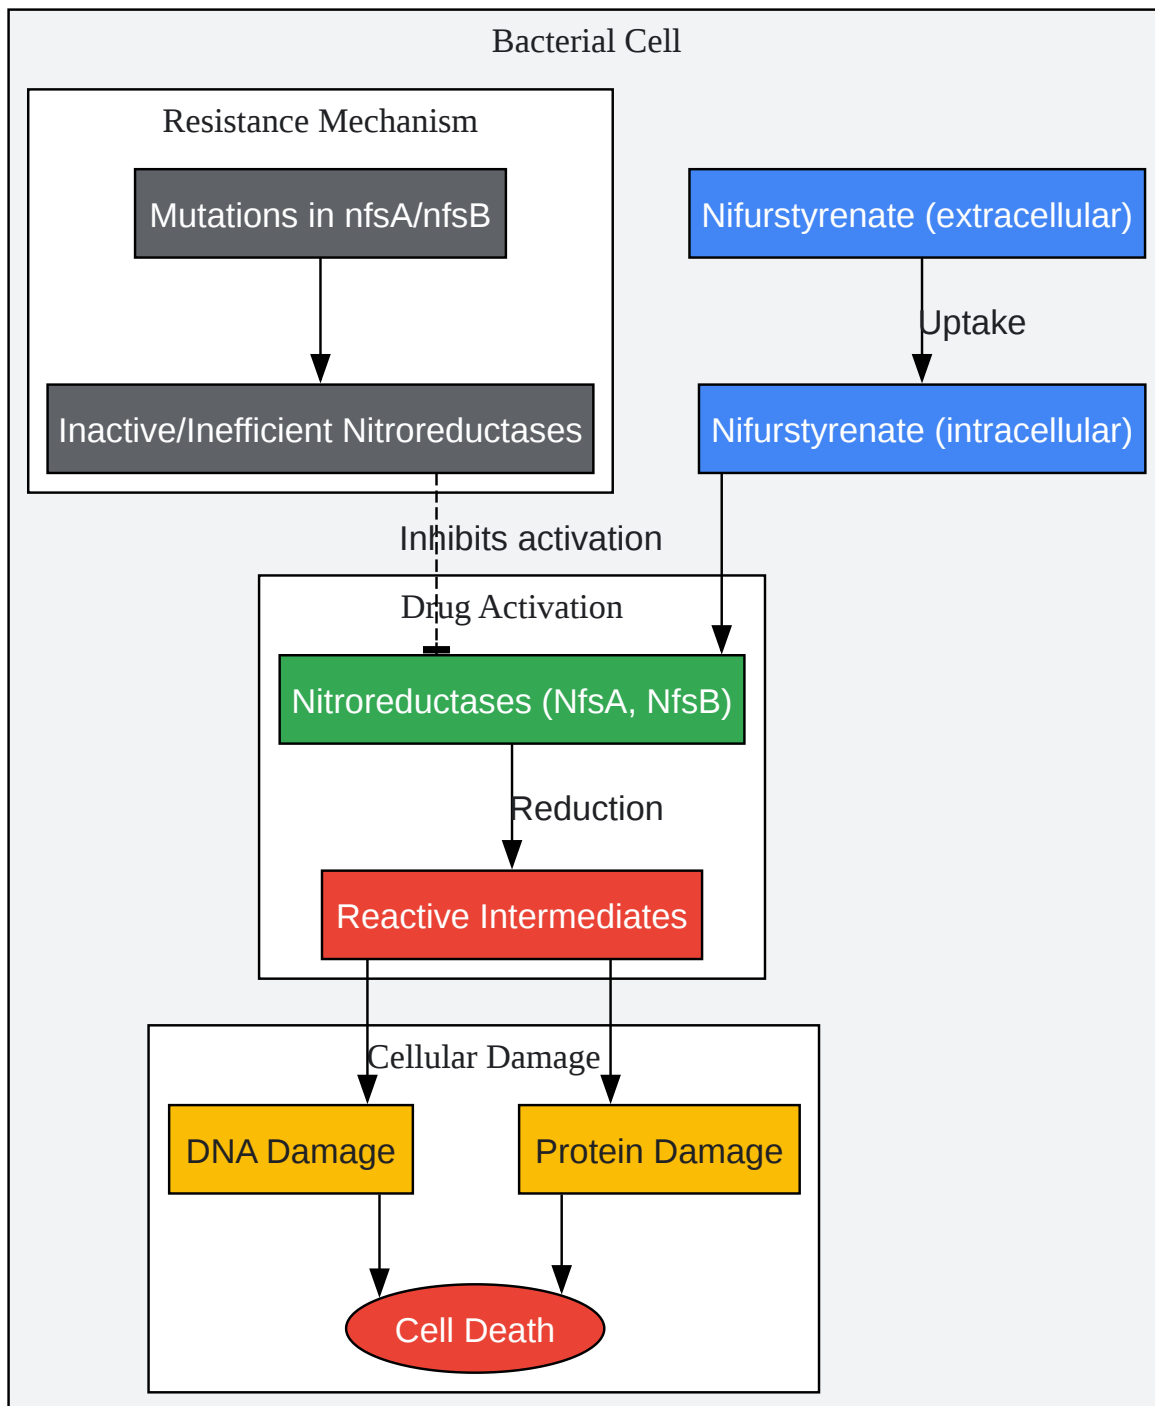 Bacterial Cell
Resistance Mechanism
Mutations in nfsA/nfsB
Nifurstyrenate (extracellular)
Uptake
Inactive/Inefficient Nitroreductases
Nifurstyrenate (intracellular)
Inhibits activation
Drug Activation
Nitroreductases (NfsA, NfsB)
Reduction
Reactive Intermediates
Cellular Damage
DNA Damage
Protein Damage
Cell Death